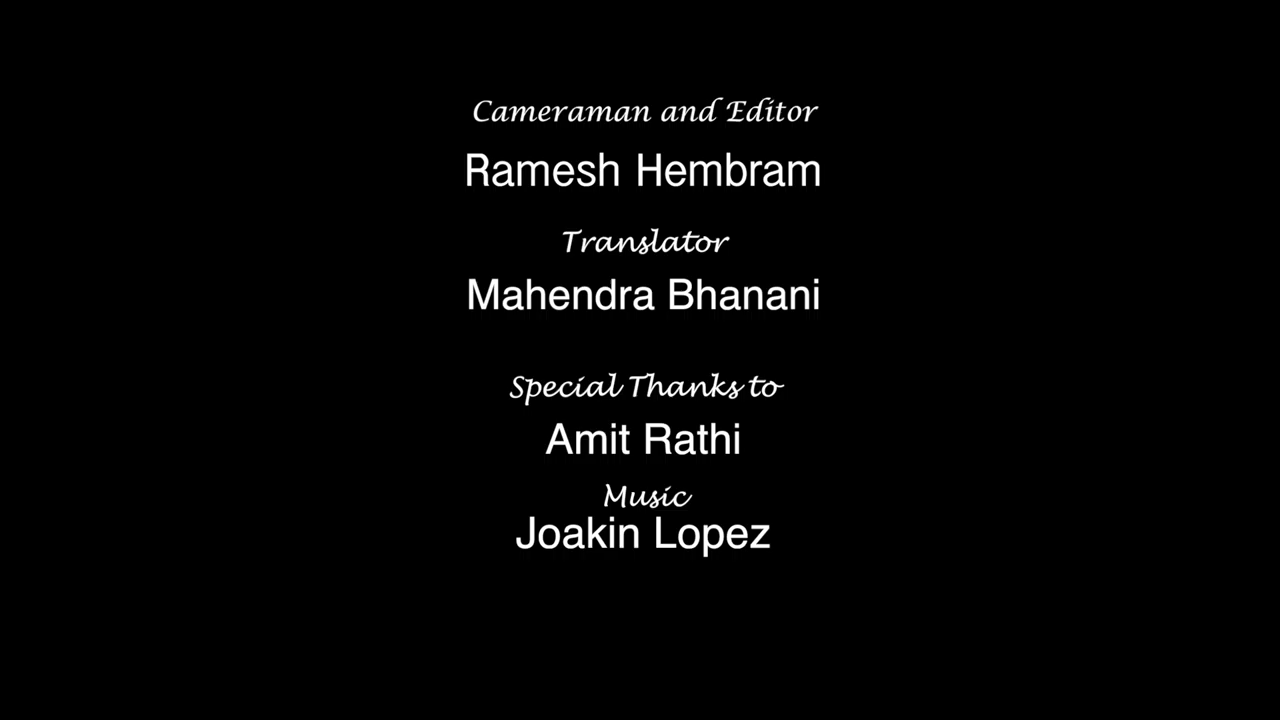 Cameraman and Editor
Ramesh Hembram
Translator
Mahendra Bhanani
Special Thanks to
Amit Rathi
Music
Joakin Lopez